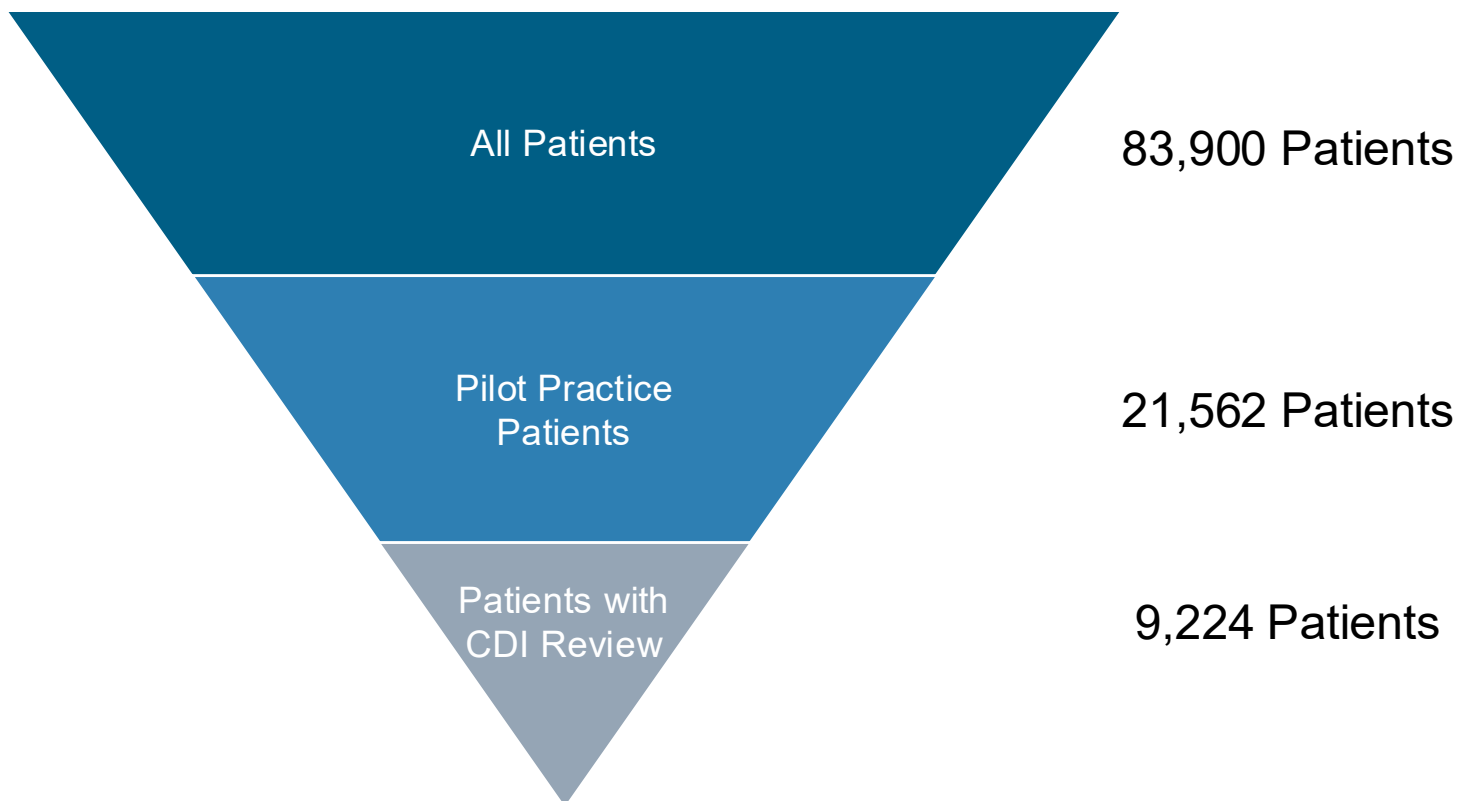 All Patients
83,900 Patients
Pilot Practice
Patients
21,562 Patients
Patients with
CDI Review
9,224 Patients